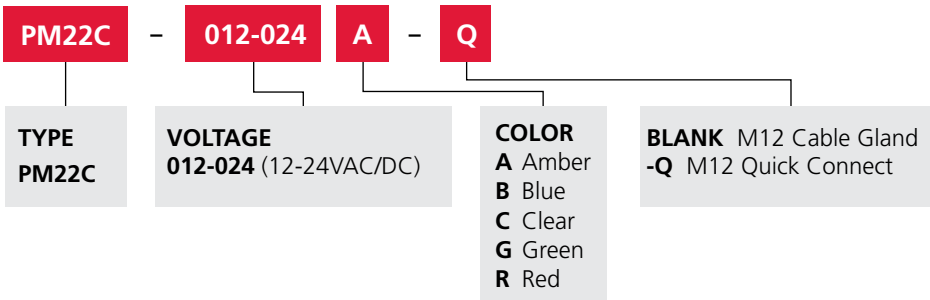 PM22C – 012-024 A – Q
TYPE
PM22C
VOLTAGE
012-024 (12-24VAC/DC)
COLOR
A Amber
B Blue
C Clear
G Green
R Red
BLANK M12 Cable Gland
-Q M12 Quick Connect